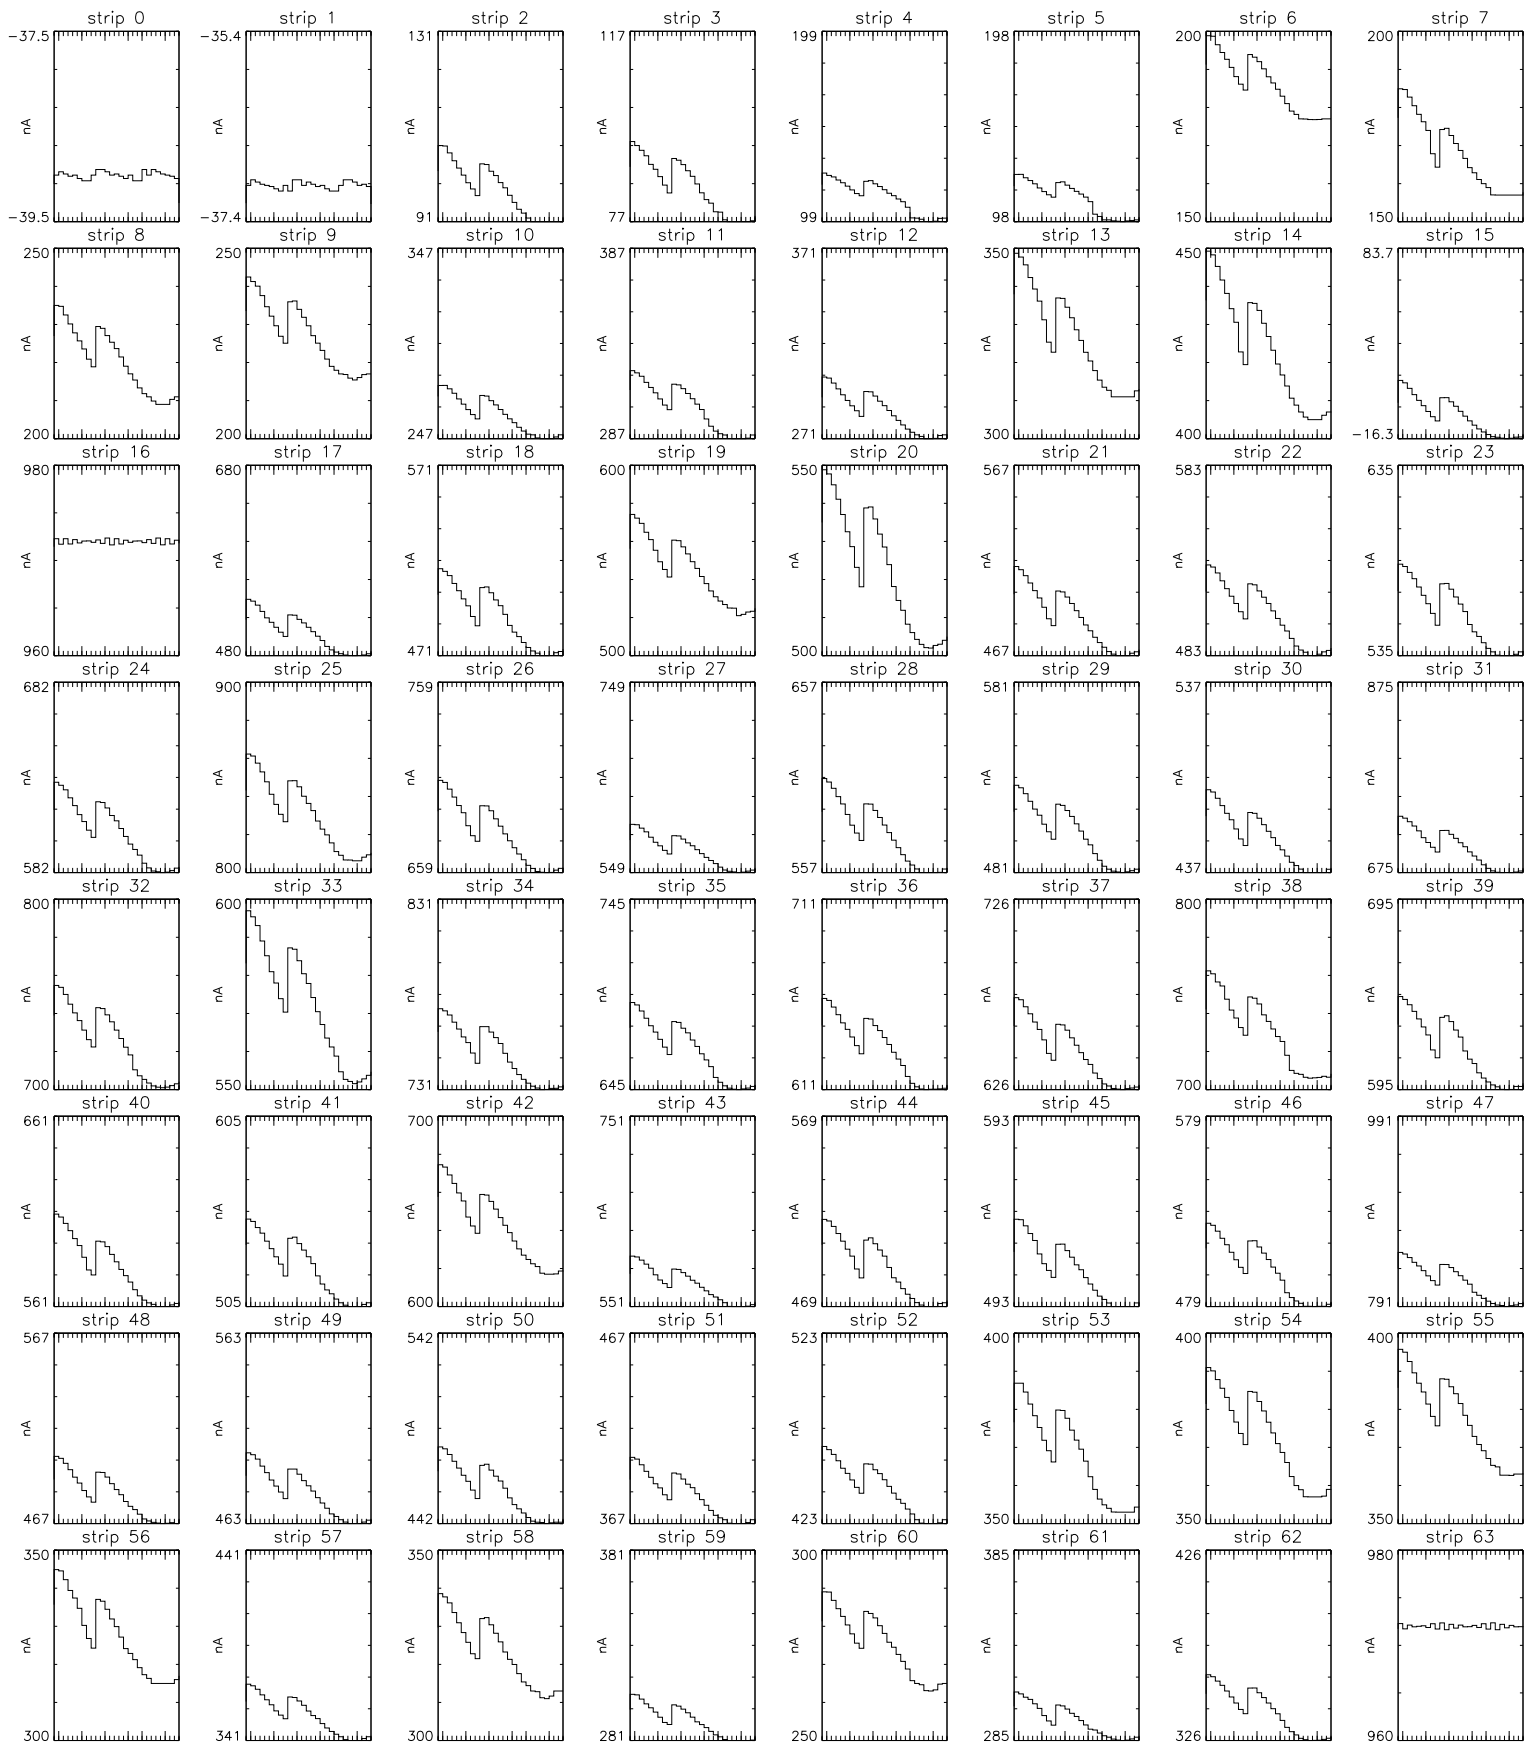 strip 0 strip 1 strip 2 strip 3 strip 4 strip 5 strip 6 strip 7
-37.5 -35.4 131 117 199 198 200 200
nA nA nA nA nA nA nA nA
-39.5 -37.4 91 77 99 98 150 150
strip 8 strip 9 strip 10 strip 11 strip 12 strip 13 strip 14 strip 15
250 250 347 387 371 350 450 83.7
nA nA nA nA nA nA nA nA
200 200 247 287 271 300 400 -16.3
strip 16 strip 17 strip 18 strip 19 strip 20 strip 21 strip 22 strip 23
980 680 571 600 550 567 583 635
nA nA nA nA nA nA nA nA
960 480 471 500 500 467 483 535
strip 24 strip 25 strip 26 strip 27 strip 28 strip 29 strip 30 strip 31
682 900 759 749 657 581 537 875
nA nA nA nA nA nA nA nA
582 800 659 549 557 481 437 675
strip 32 strip 33 strip 34 strip 35 strip 36 strip 37 strip 38 strip 39
800 600 831 745 711 726 800 695
nA nA nA nA nA nA nA nA
700 550 731 645 611 626 700 595
strip 40 strip 41 strip 42 strip 43 strip 44 strip 45 strip 46 strip 47
661 605 700 751 569 593 579 991
nA nA nA nA nA nA nA nA
561 505 600 551 469 493 479 791
strip 48 strip 49 strip 50 strip 51 strip 52 strip 53 strip 54 strip 55
567 563 542 467 523 400 400 400
nA nA nA nA nA nA nA nA
467 463 442 367 423 350 350 350
strip 56 strip 57 strip 58 strip 59 strip 60 strip 61 strip 62 strip 63
350 441 350 381 300 385 426 980
nA nA nA nA nA nA nA nA
300 341 300 281 250 285 326 960